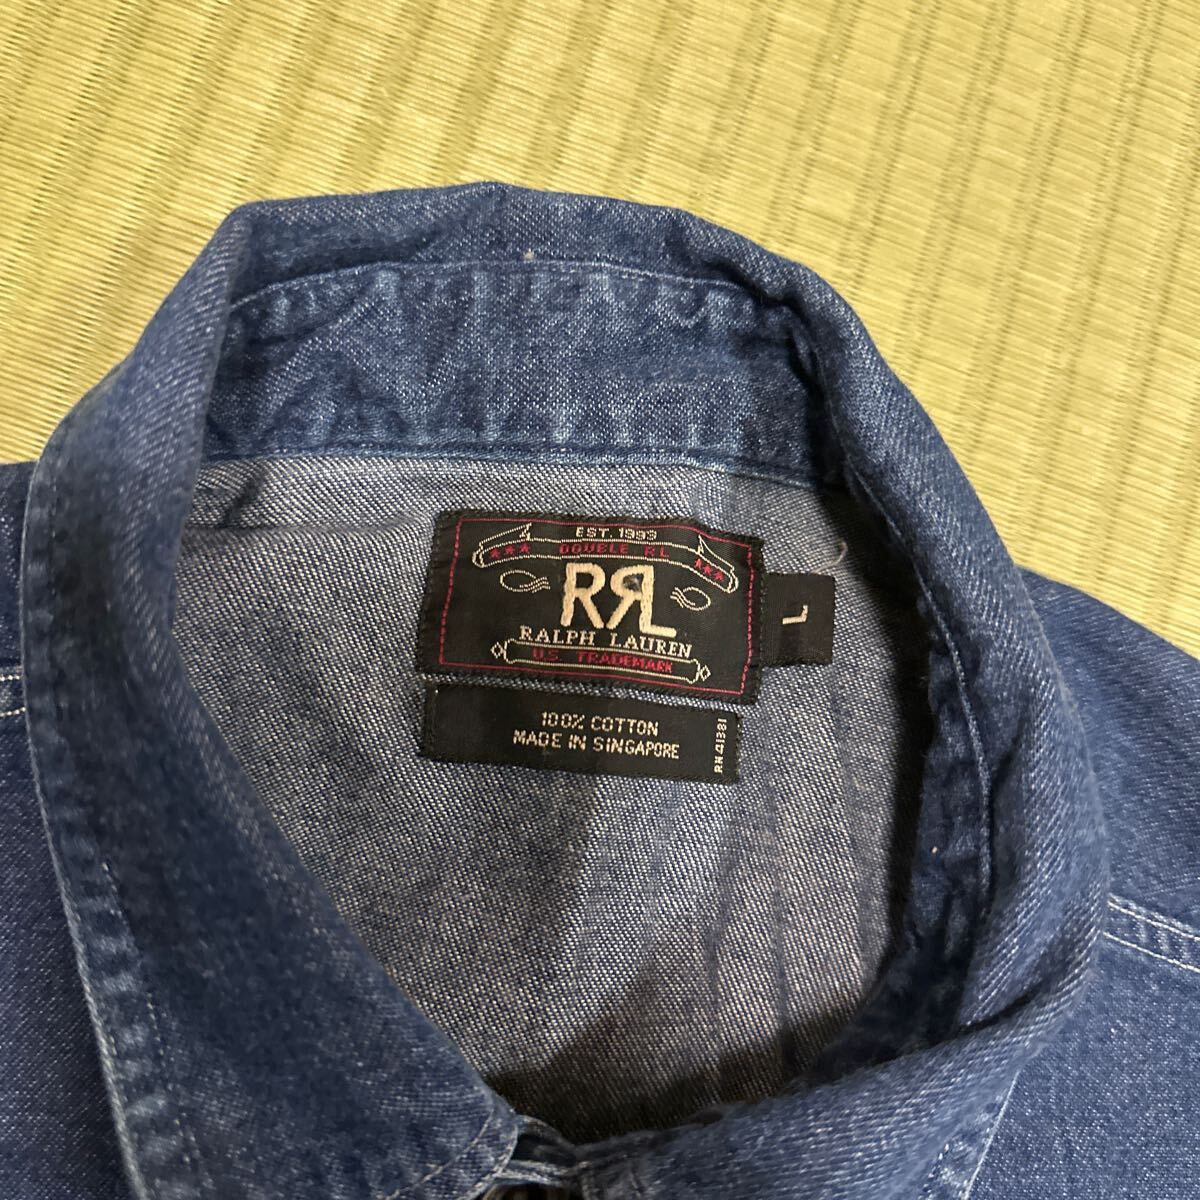 EST. 1993
DOUBLE RL
RRL
RALPH LAUREN
U.S. TRADEMARK
L
100% COTTON
MADE IN SINGAPORE
RN 41381